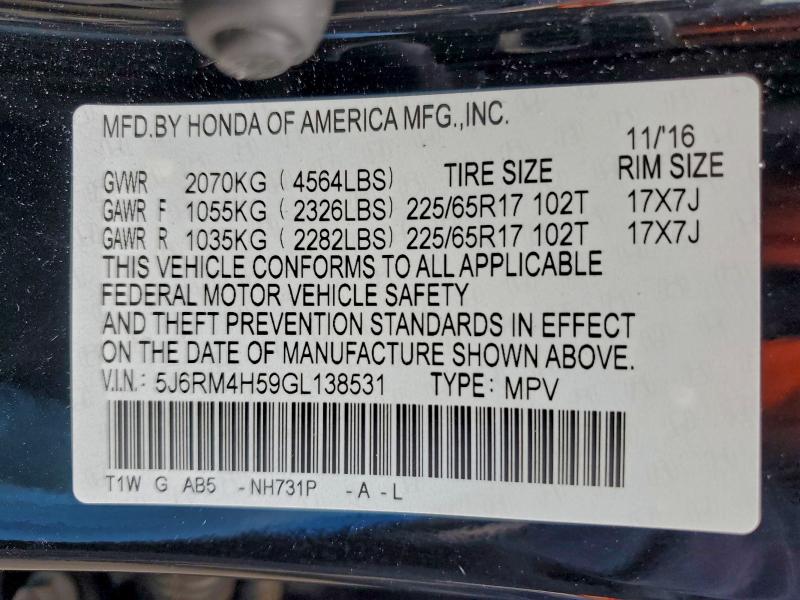 MFD.BY HONDA OF AMERICA MFG.,INC.
11/'16
GVWR 2070KG (4564LBS) TIRE SIZE RIM SIZE
GAWR F 1055KG (2326LBS) 225/65R17 102T 17X7J
GAWR R 1035KG (2282LBS) 225/65R17 102T 17X7J
THIS VEHICLE CONFORMS TO ALL APPLICABLE
FEDERAL MOTOR VEHICLE SAFETY
AND THEFT PREVENTION STANDARDS IN EFFECT
ON THE DATE OF MANUFACTURE SHOWN ABOVE.
V.I.N.: 5J6RM4H59GL138531 TYPE: MPV
T1W G AB5 -NH731P -A -L